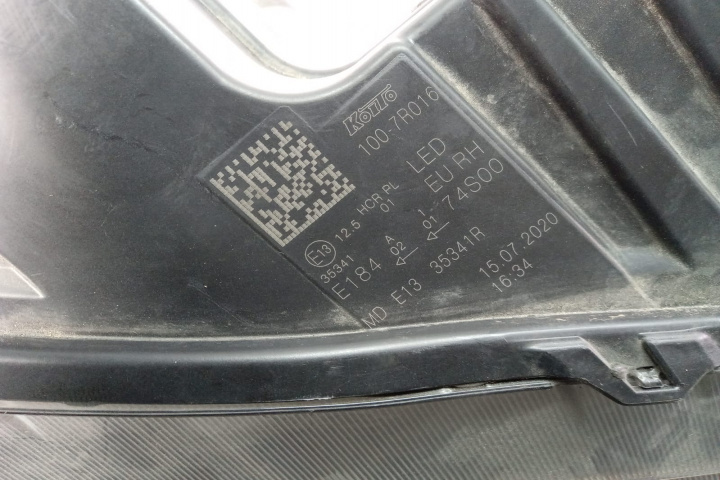 KOITO
100-7R016
LED
EU RH
74S00
HCR PL
12.5 01
E13
35341 A 1
E184 02 01
MD E13 35341R
15.07.2020
16:34